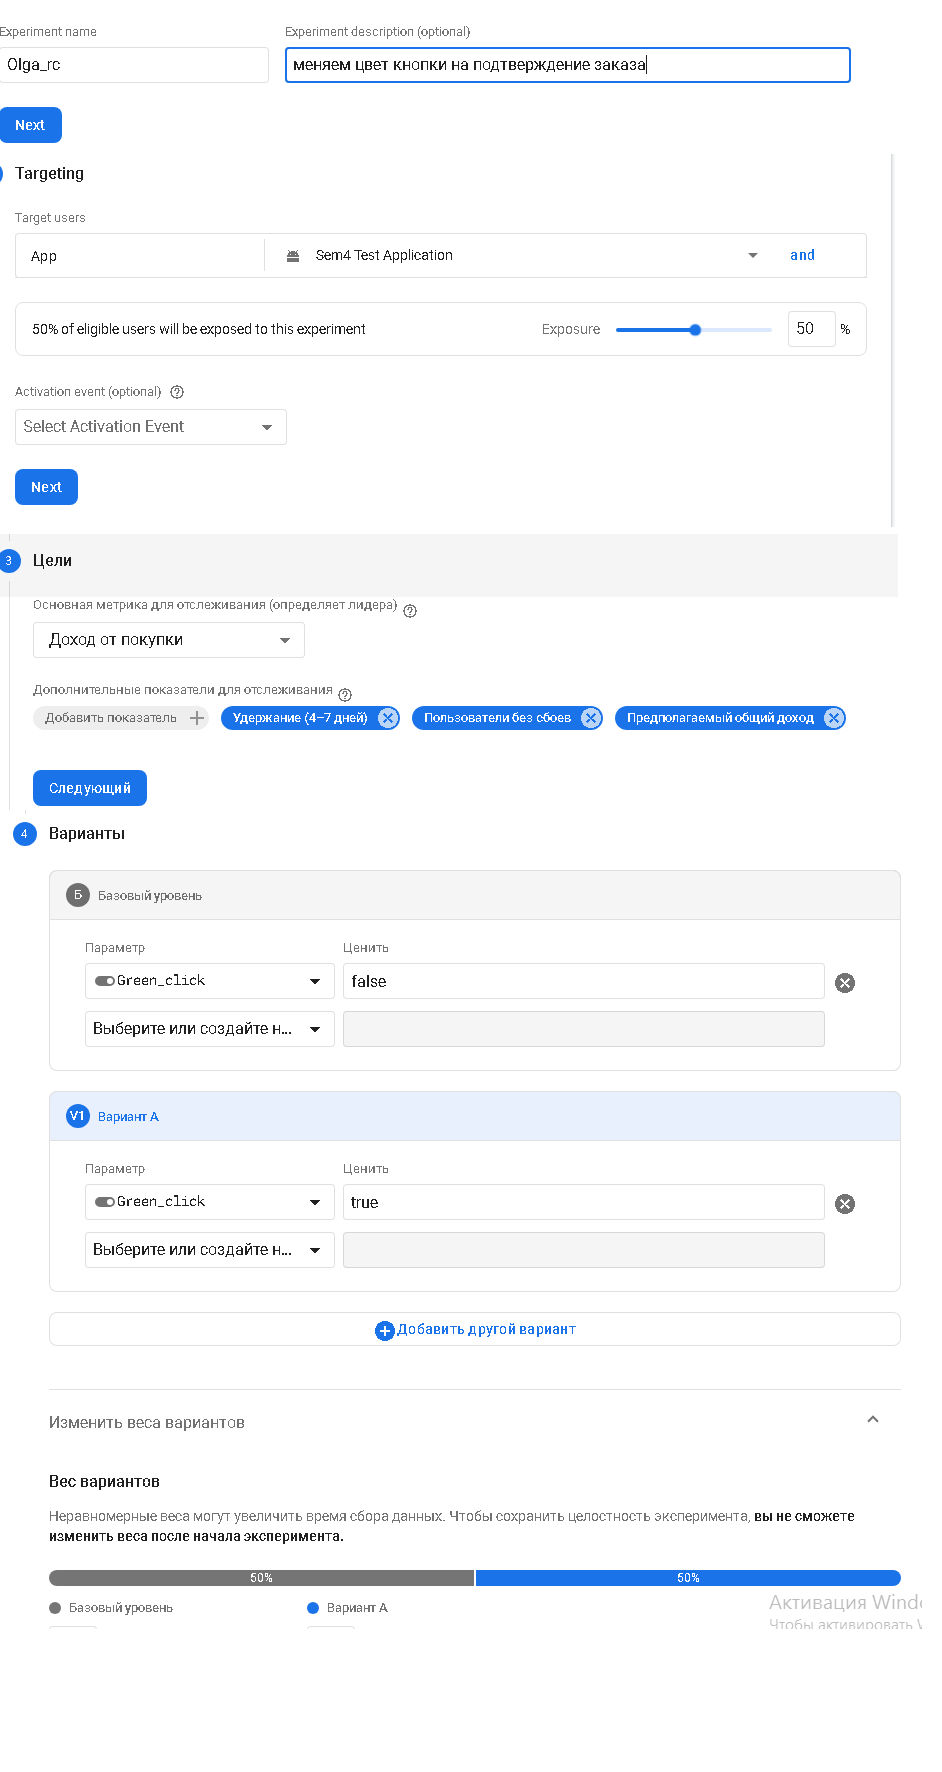 Experiment name
Experiment description (optional)
Olga_rc
меняем цвет кнопки на подтверждение заказа
Next
Targeting
Target users
App
Sem4 Test Application
and
50% of eligible users will be exposed to this experiment
Exposure
50
%
Activation event (optional)
Select Activation Event
Next
3
Цели
Основная метрика для отслеживания (определяет лидера)
Доход от покупки
Дополнительные показатели для отслеживания
Добавить показатель
Удержание (4–7 дней)
Пользователи без сбоев
Предполагаемый общий доход
Следующий
4
Варианты
Б
Базовый уровень
Параметр
Ценить
Green_click
false
Выберите или создайте н...
V1
Вариант А
Параметр
Ценить
Green_click
true
Выберите или создайте н...
Добавить другой вариант
Изменить веса вариантов
Вес вариантов
Неравномерные веса могут увеличить время сбора данных. Чтобы сохранить целостность эксперимента, вы не сможете
изменить веса после начала эксперимента.
50%
50%
Базовый уровень
Вариант А
Активация Windo
Чтобы активировать W